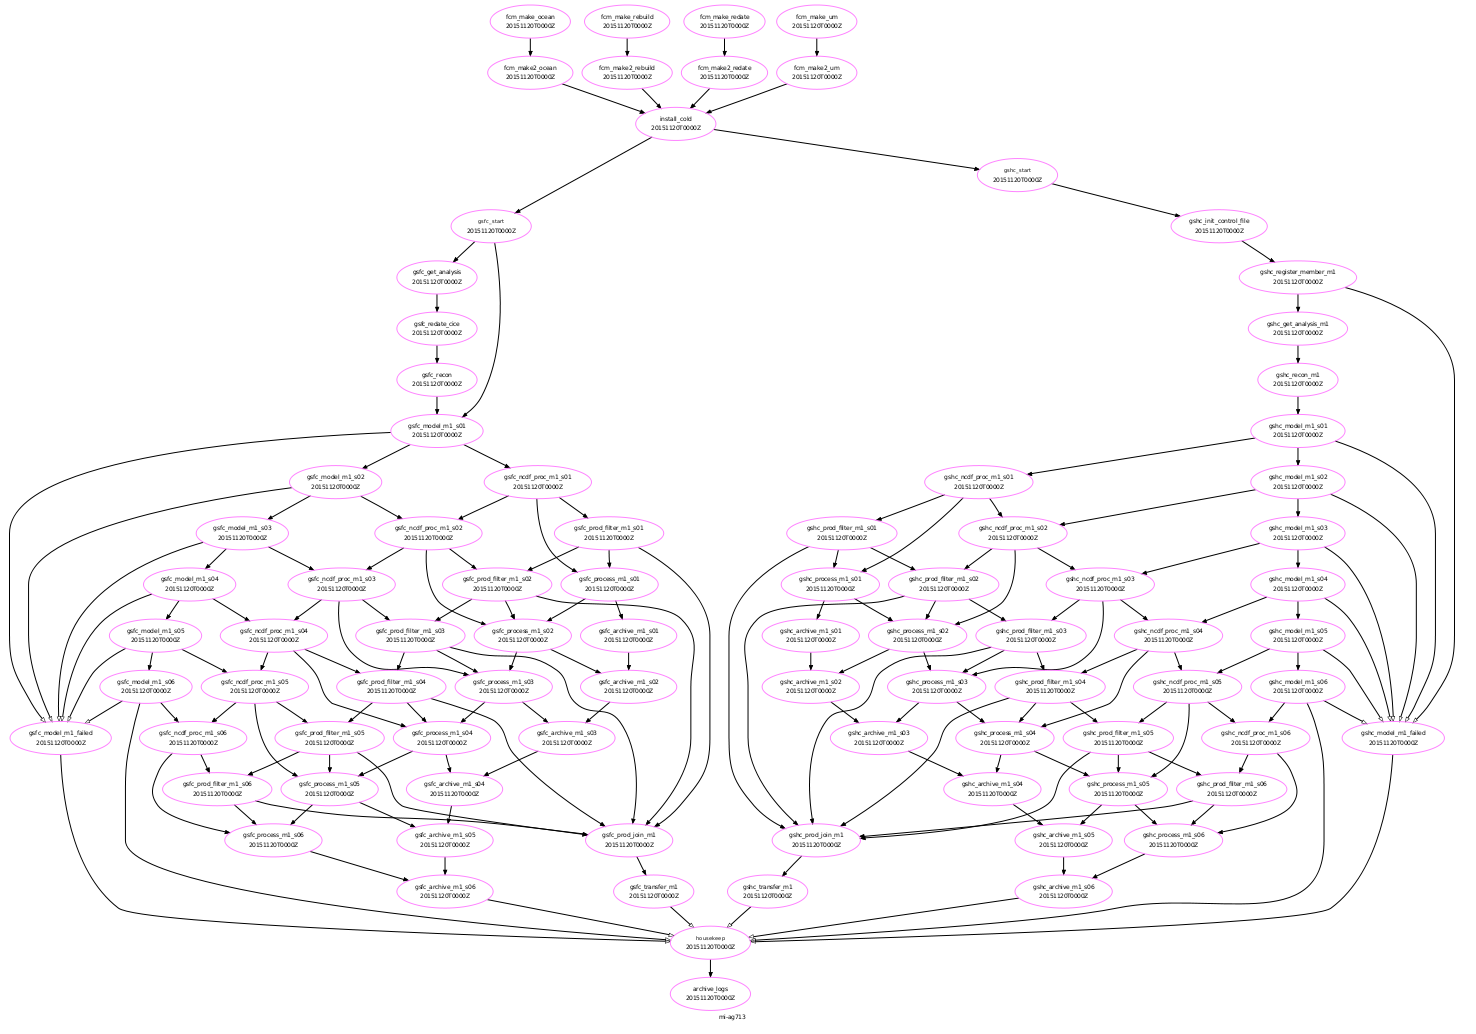 fcm_make_ocean
20151120T0000Z
fcm_make_rebuild
20151120T0000Z
fcm_make_redate
20151120T0000Z
fcm_make_um
20151120T0000Z
fcm_make2_ocean
20151120T0000Z
fcm_make2_rebuild
20151120T0000Z
fcm_make2_redate
20151120T0000Z
fcm_make2_um
20151120T0000Z
install_cold
20151120T0000Z
gshc_start
20151120T0000Z
gsfc_start
20151120T0000Z
gshc_init_control_file
20151120T0000Z
gsfc_get_analysis
20151120T0000Z
gshc_register_member_m1
20151120T0000Z
gsfc_redate_cice
20151120T0000Z
gshc_get_analysis_m1
20151120T0000Z
gsfc_recon
20151120T0000Z
gshc_recon_m1
20151120T0000Z
gsfc_model_m1_s01
20151120T0000Z
gshc_model_m1_s01
20151120T0000Z
gsfc_model_m1_s02
20151120T0000Z
gsfc_ncdf_proc_m1_s01
20151120T0000Z
gshc_ncdf_proc_m1_s01
20151120T0000Z
gshc_model_m1_s02
20151120T0000Z
gsfc_model_m1_s03
20151120T0000Z
gsfc_ncdf_proc_m1_s02
20151120T0000Z
gsfc_prod_filter_m1_s01
20151120T0000Z
gshc_prod_filter_m1_s01
20151120T0000Z
gshc_ncdf_proc_m1_s02
20151120T0000Z
gshc_model_m1_s03
20151120T0000Z
gsfc_model_m1_s04
20151120T0000Z
gsfc_ncdf_proc_m1_s03
20151120T0000Z
gsfc_prod_filter_m1_s02
20151120T0000Z
gsfc_process_m1_s01
20151120T0000Z
gshc_process_m1_s01
20151120T0000Z
gshc_prod_filter_m1_s02
20151120T0000Z
gshc_ncdf_proc_m1_s03
20151120T0000Z
gshc_model_m1_s04
20151120T0000Z
gsfc_model_m1_s05
20151120T0000Z
gsfc_ncdf_proc_m1_s04
20151120T0000Z
gsfc_prod_filter_m1_s03
20151120T0000Z
gsfc_process_m1_s02
20151120T0000Z
gsfc_archive_m1_s01
20151120T0000Z
gshc_archive_m1_s01
20151120T0000Z
gshc_process_m1_s02
20151120T0000Z
gshc_prod_filter_m1_s03
20151120T0000Z
gshc_ncdf_proc_m1_s04
20151120T0000Z
gshc_model_m1_s05
20151120T0000Z
gsfc_model_m1_s06
20151120T0000Z
gsfc_ncdf_proc_m1_s05
20151120T0000Z
gsfc_prod_filter_m1_s04
20151120T0000Z
gsfc_process_m1_s03
20151120T0000Z
gsfc_archive_m1_s02
20151120T0000Z
gshc_archive_m1_s02
20151120T0000Z
gshc_process_m1_s03
20151120T0000Z
gshc_prod_filter_m1_s04
20151120T0000Z
gshc_ncdf_proc_m1_s05
20151120T0000Z
gshc_model_m1_s06
20151120T0000Z
gsfc_model_m1_failed
20151120T0000Z
gsfc_ncdf_proc_m1_s06
20151120T0000Z
gsfc_prod_filter_m1_s05
20151120T0000Z
gsfc_process_m1_s04
20151120T0000Z
gsfc_archive_m1_s03
20151120T0000Z
gshc_archive_m1_s03
20151120T0000Z
gshc_process_m1_s04
20151120T0000Z
gshc_prod_filter_m1_s05
20151120T0000Z
gshc_ncdf_proc_m1_s06
20151120T0000Z
gshc_model_m1_failed
20151120T0000Z
gsfc_prod_filter_m1_s06
20151120T0000Z
gsfc_process_m1_s05
20151120T0000Z
gsfc_archive_m1_s04
20151120T0000Z
gshc_archive_m1_s04
20151120T0000Z
gshc_process_m1_s05
20151120T0000Z
gshc_prod_filter_m1_s06
20151120T0000Z
gsfc_process_m1_s06
20151120T0000Z
gsfc_archive_m1_s05
20151120T0000Z
gsfc_prod_join_m1
20151120T0000Z
gshc_prod_join_m1
20151120T0000Z
gshc_archive_m1_s05
20151120T0000Z
gshc_process_m1_s06
20151120T0000Z
gsfc_archive_m1_s06
20151120T0000Z
gsfc_transfer_m1
20151120T0000Z
gshc_transfer_m1
20151120T0000Z
gshc_archive_m1_s06
20151120T0000Z
housekeep
20151120T0000Z
archive_logs
20151120T0000Z
mi-ag713